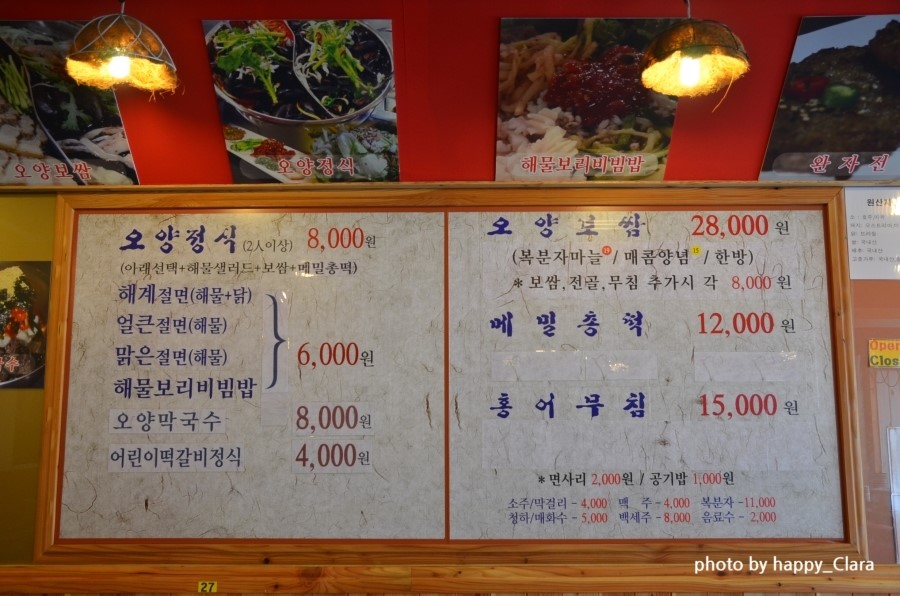 오양보쌈
오양정식
해물보리비빔밥
환자전
오양정식 (2인이상) 8,000원
(아래선택+해물샐러드+보쌈+메밀총떡)
해계절면(해물+닭)
얼큰절면(해물)
맑은절면(해물)
해물보리비빔밥
6,000원
오양막국수 8,000원
어린이떡갈비정식 4,000원
오양보쌈 28,000원
(복분자마늘 / 매콤양념 / 한방)
* 보쌈,전골,무침 추가시 각 8,000원
메밀총떡 12,000원
홍어무침 15,000원
* 면사리 2,000원 / 공기밥 1,000원
소주/막걸리 - 4,000 맥 주 - 4,000 복분자 -11,000
청하/매화수 - 5,000 백세주 - 8,000 음료수 - 2,000
원산지
Open
Clos
27
photo by happy_Clara